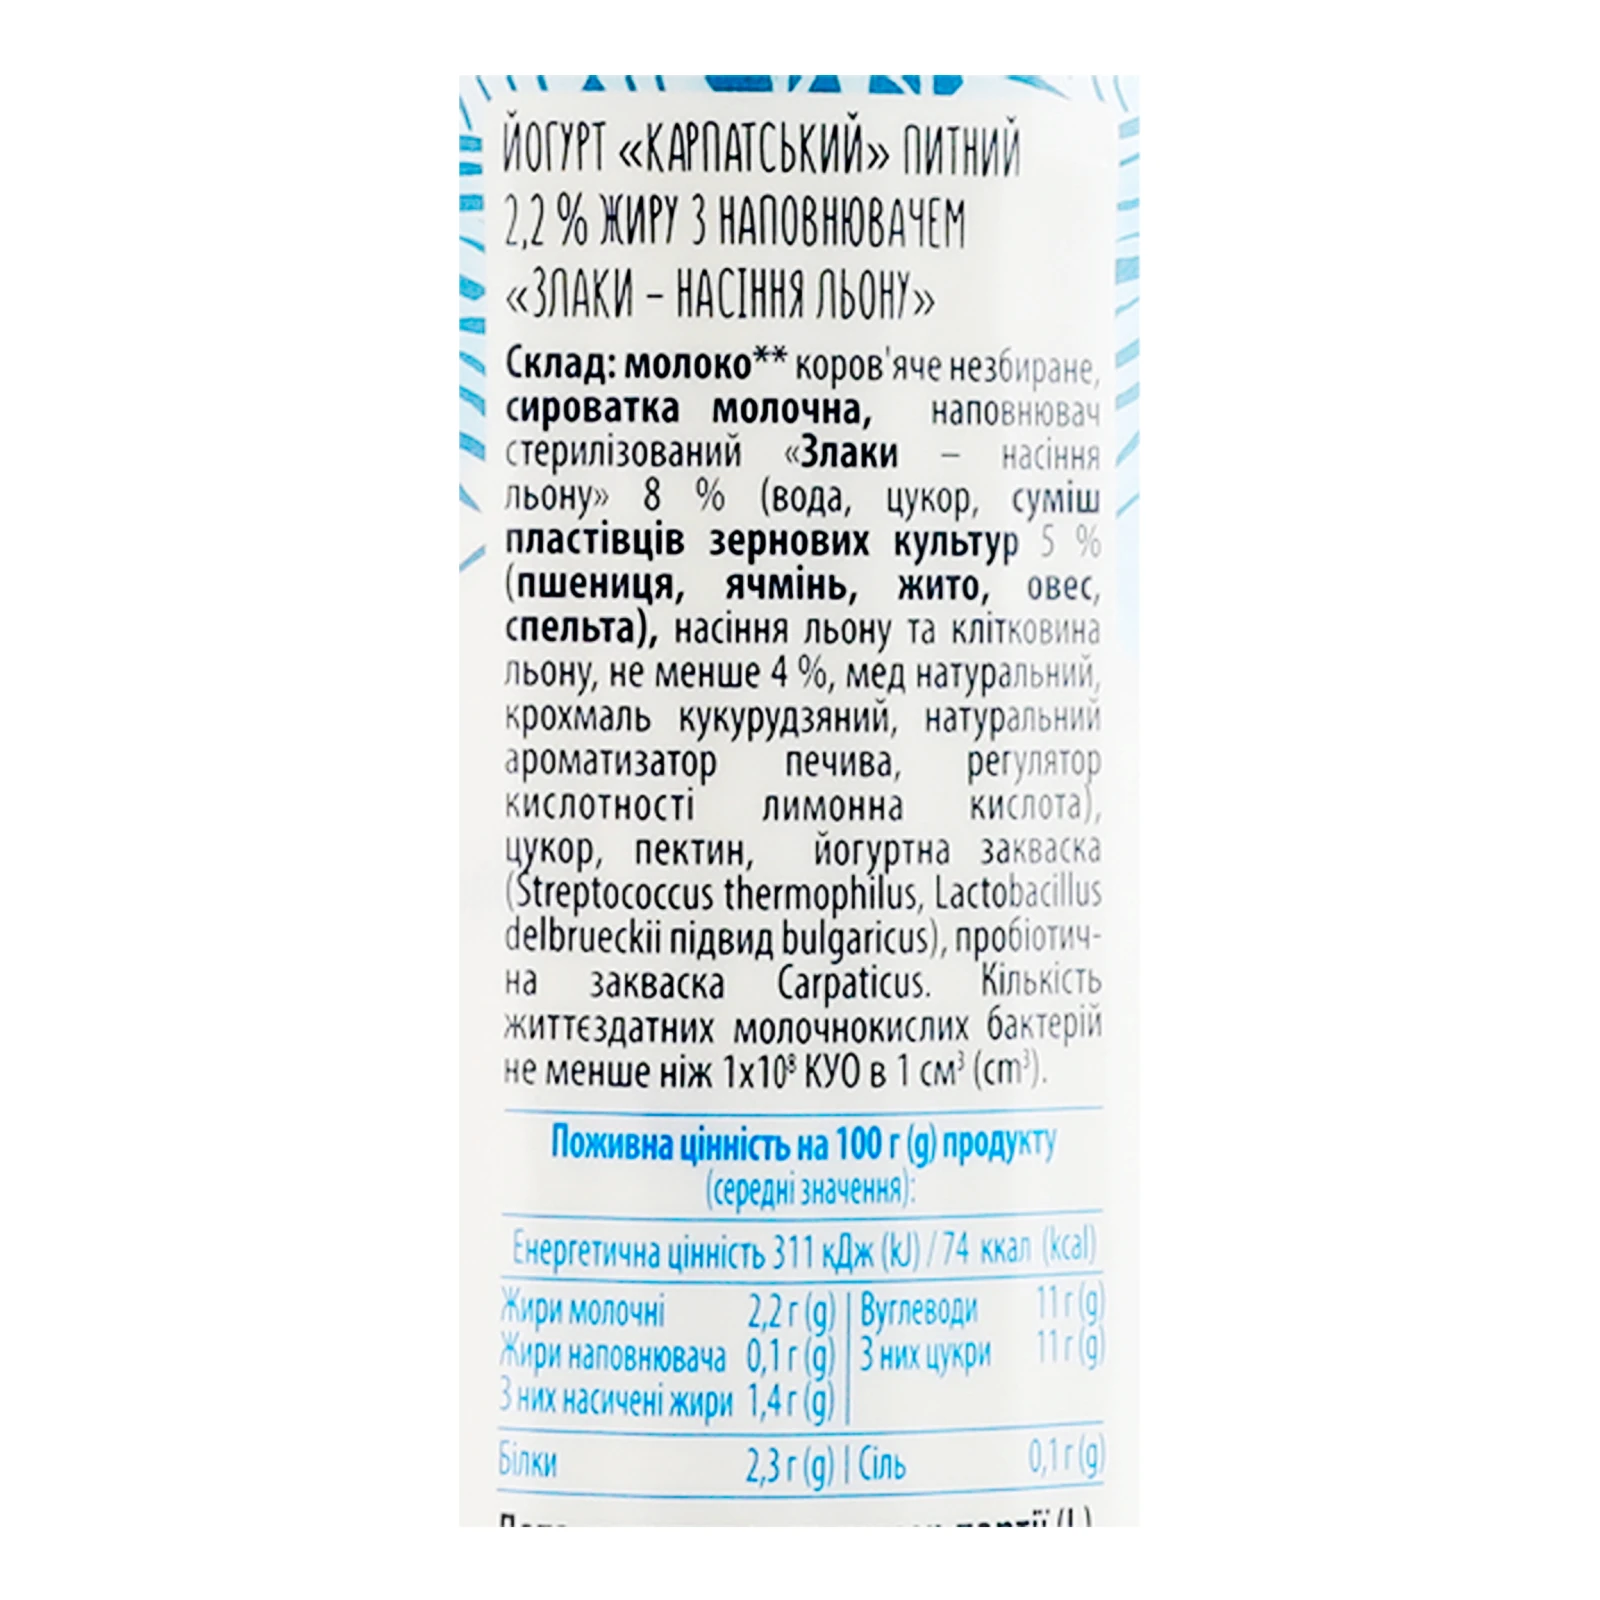 ЙОГУРТ «КАРПАТСЬКИЙ» ПИТНИЙ
2,2 % ЖИРУ З НАПОВНЮВАЧЕМ
«ЗЛАКИ – НАСІННЯ ЛЬОНУ»
Склад: молоко** коров'яче незбиране,
сироватка молочна, наповнювач
стерилізований «Злаки – насіння
льону» 8 % (вода, цукор, суміш
пластівців зернових культур 5 %
(пшениця, ячмінь, жито, овес,
спельта), насіння льону та клітковина
льону, не менше 4 %, мед натуральний,
крохмаль кукурудзяний, натуральний
ароматизатор печива, регулятор
кислотності лимонна кислота),
цукор, пектин, йогуртна закваска
(Streptococcus thermophilus, Lactobacillus
delbrueckii підвид bulgaricus), пробіотич-
на закваска Carpaticus. Кількість
життєздатних молочнокислих бактерій
не менше ніж 1х10⁸ КУО в 1 см³ (cm³).
Поживна цінність на 100 г (g) продукту
(середні значення):
Енергетична цінність 311 кДж (kJ) / 74 ккал (kcal)
Жири молочні 2,2 г (g) | Вуглеводи 11 г (g)
Жири наповнювача 0,1 г (g) | З них цукри 11 г (g)
З них насичені жири 1,4 г (g) |
Білки 2,3 г (g) | Сіль 0,1 г (g)
партії (L)